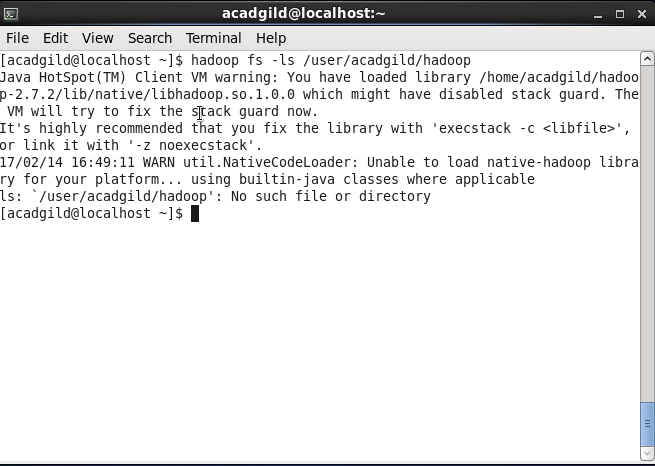 acadgild@localhost:~
File Edit View Search Terminal Help
[acadgild@localhost ~]$ hadoop fs -ls /user/acadgild/hadoop
Java HotSpot(TM) Client VM warning: You have loaded library /home/acadgild/hadoo
p-2.7.2/lib/native/libhadoop.so.1.0.0 which might have disabled stack guard. The
 VM will try to fix the stack guard now.
It's highly recommended that you fix the library with 'execstack -c <libfile>',
or link it with '-z noexecstack'.
17/02/14 16:49:11 WARN util.NativeCodeLoader: Unable to load native-hadoop libra
ry for your platform... using builtin-java classes where applicable
ls: `/user/acadgild/hadoop': No such file or directory
[acadgild@localhost ~]$